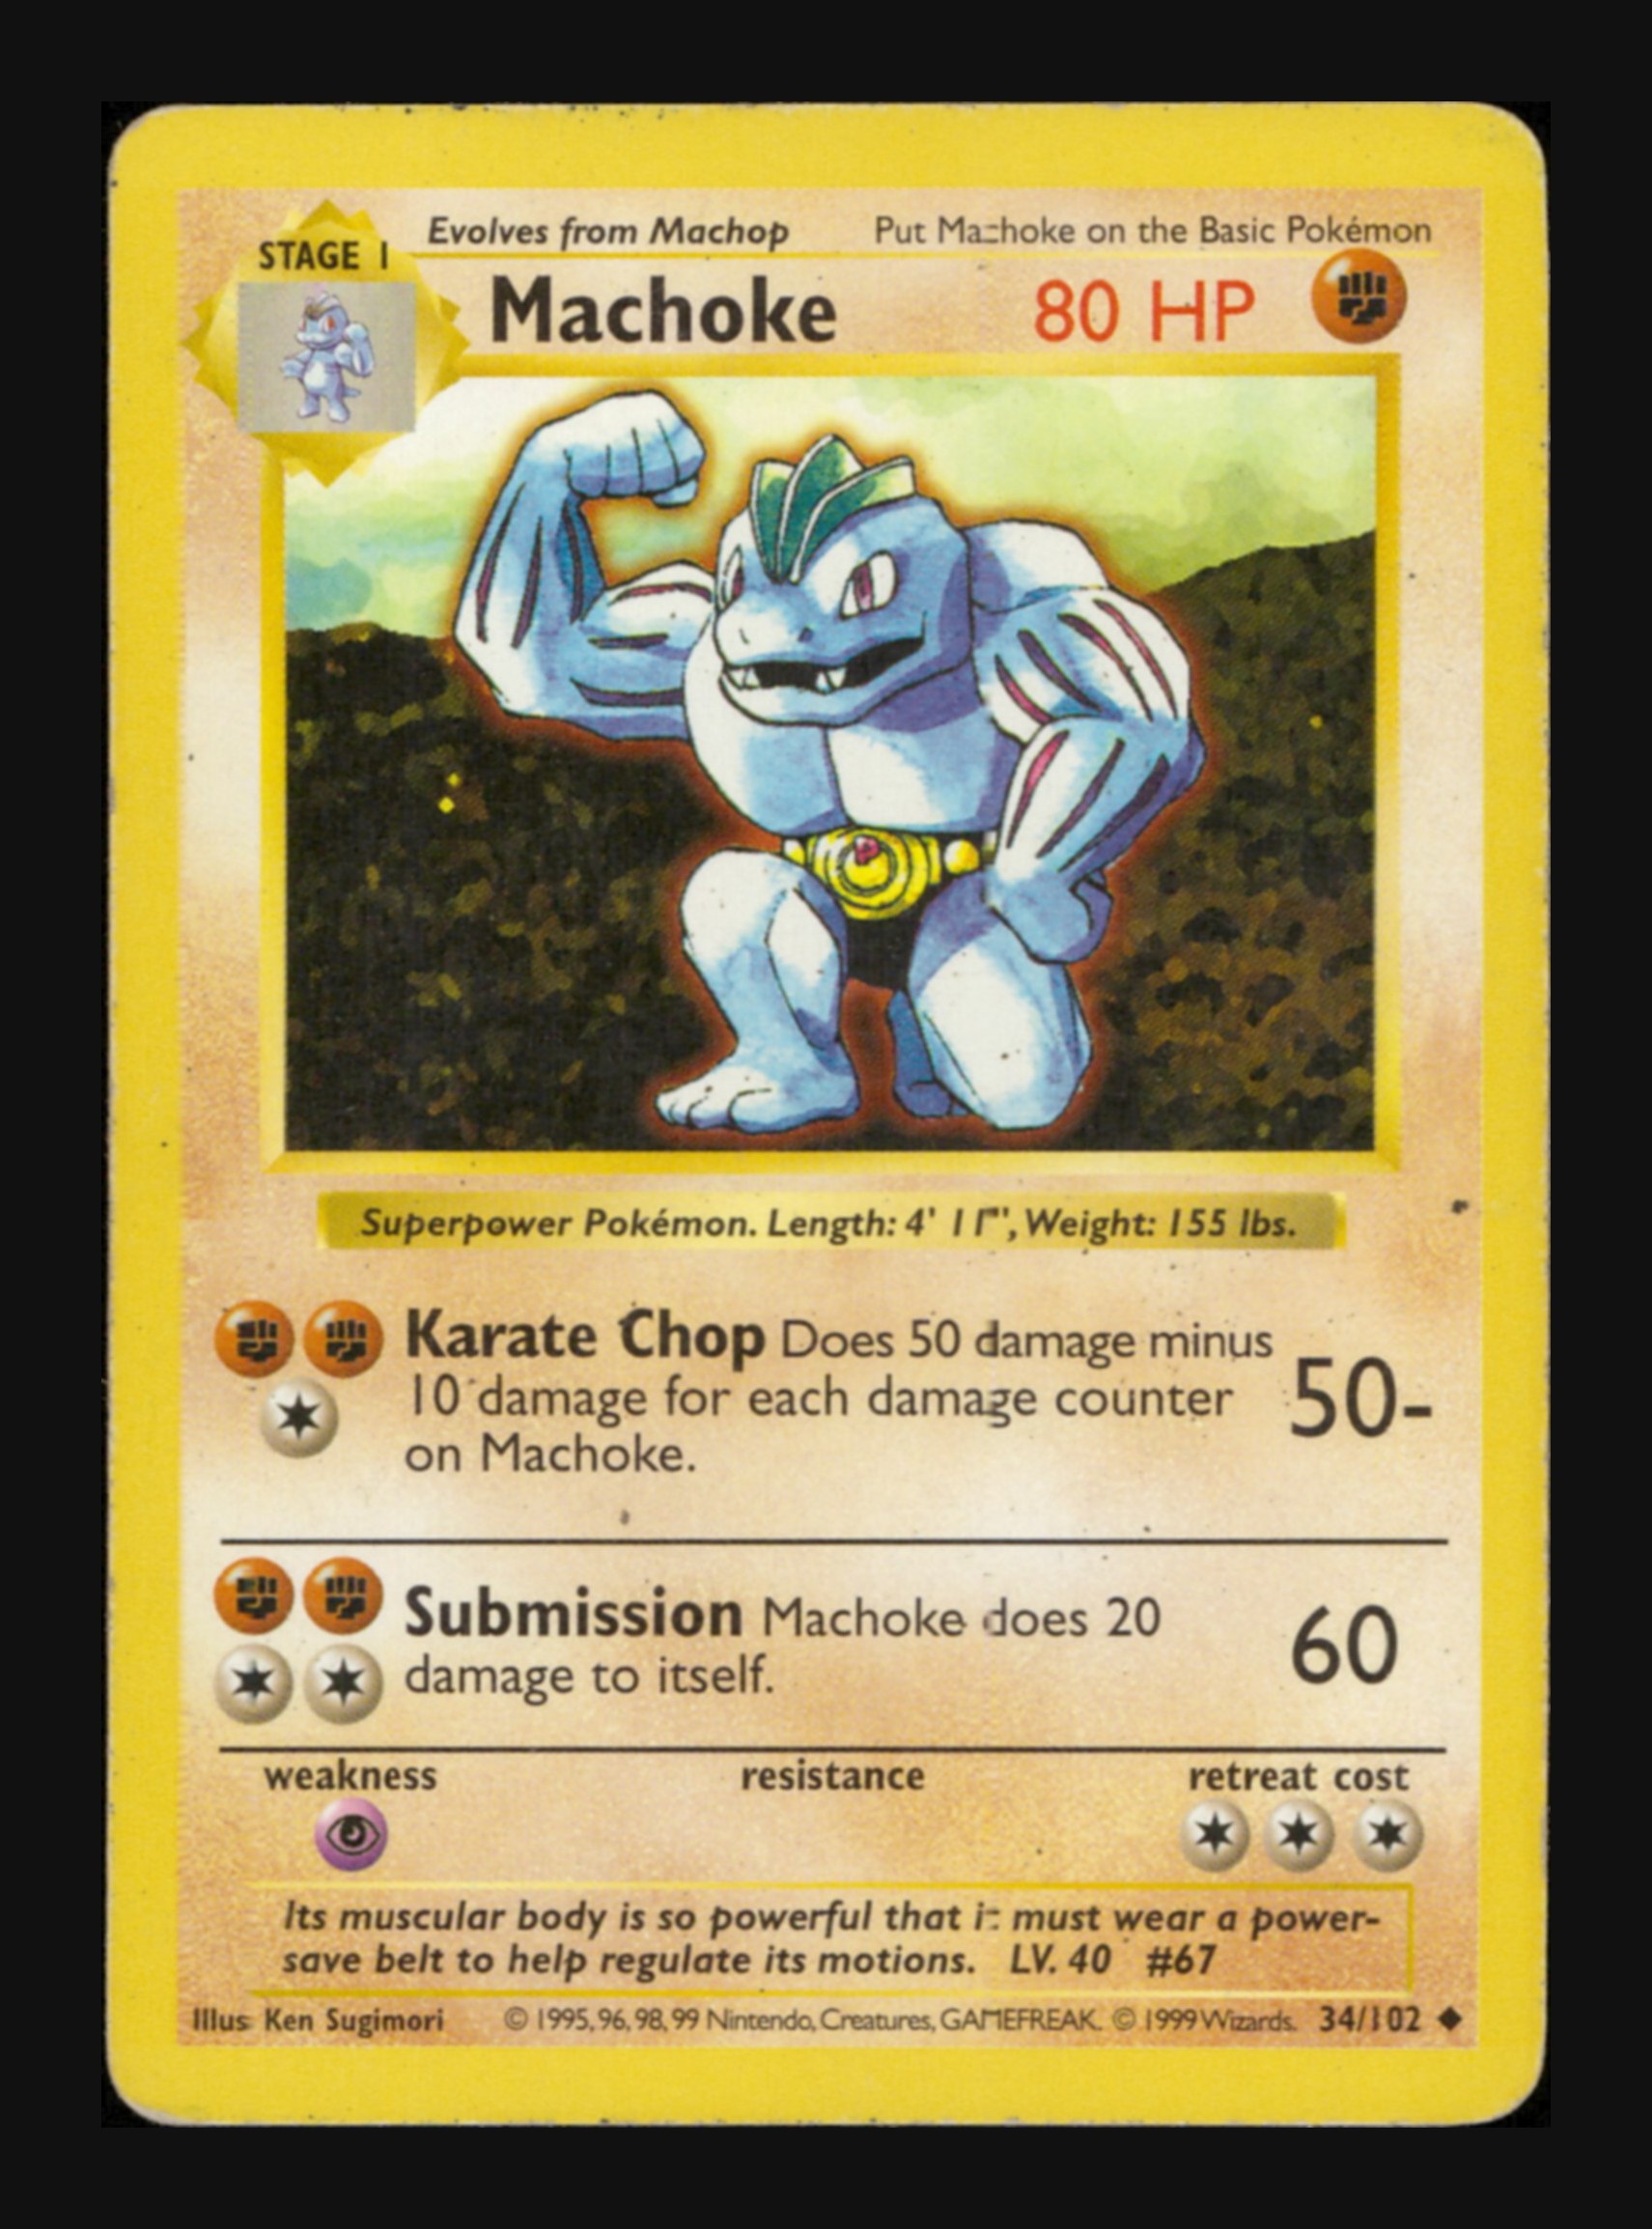 Evolves from Machop Put Machoke on the Basic Pokémon
STAGE 1
Machoke 80 HP
Superpower Pokémon. Length: 4' 11", Weight: 155 lbs.
Karate Chop Does 50 damage minus
10 damage for each damage counter
on Machoke.
50-
Submission Machoke does 20
damage to itself.
60
weakness resistance retreat cost
Its muscular body is so powerful that it must wear a power-
save belt to help regulate its motions. LV. 40 #67
Illus Ken Sugimori © 1995, 96, 98, 99 Nintendo, Creatures, GAMEFREAK. © 1999 Wizards. 34/102 ◆